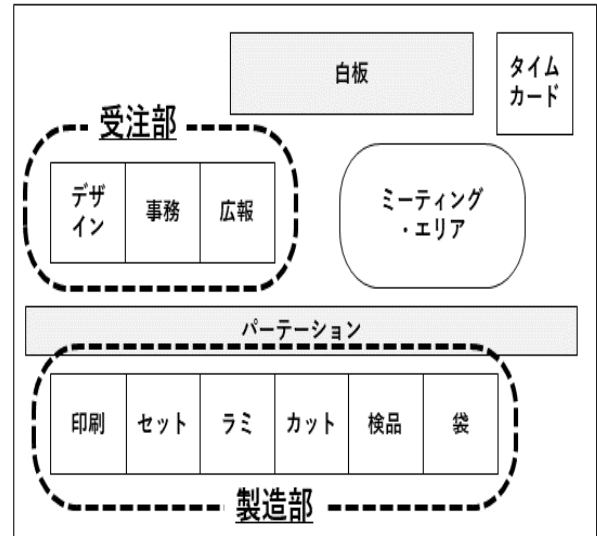 白板
タイム
カード
受注部
デザ
イン
事務
広報
ミーティング
・エリア
パーテーション
印刷
セット
ラミ
カット
検品
袋
製造部